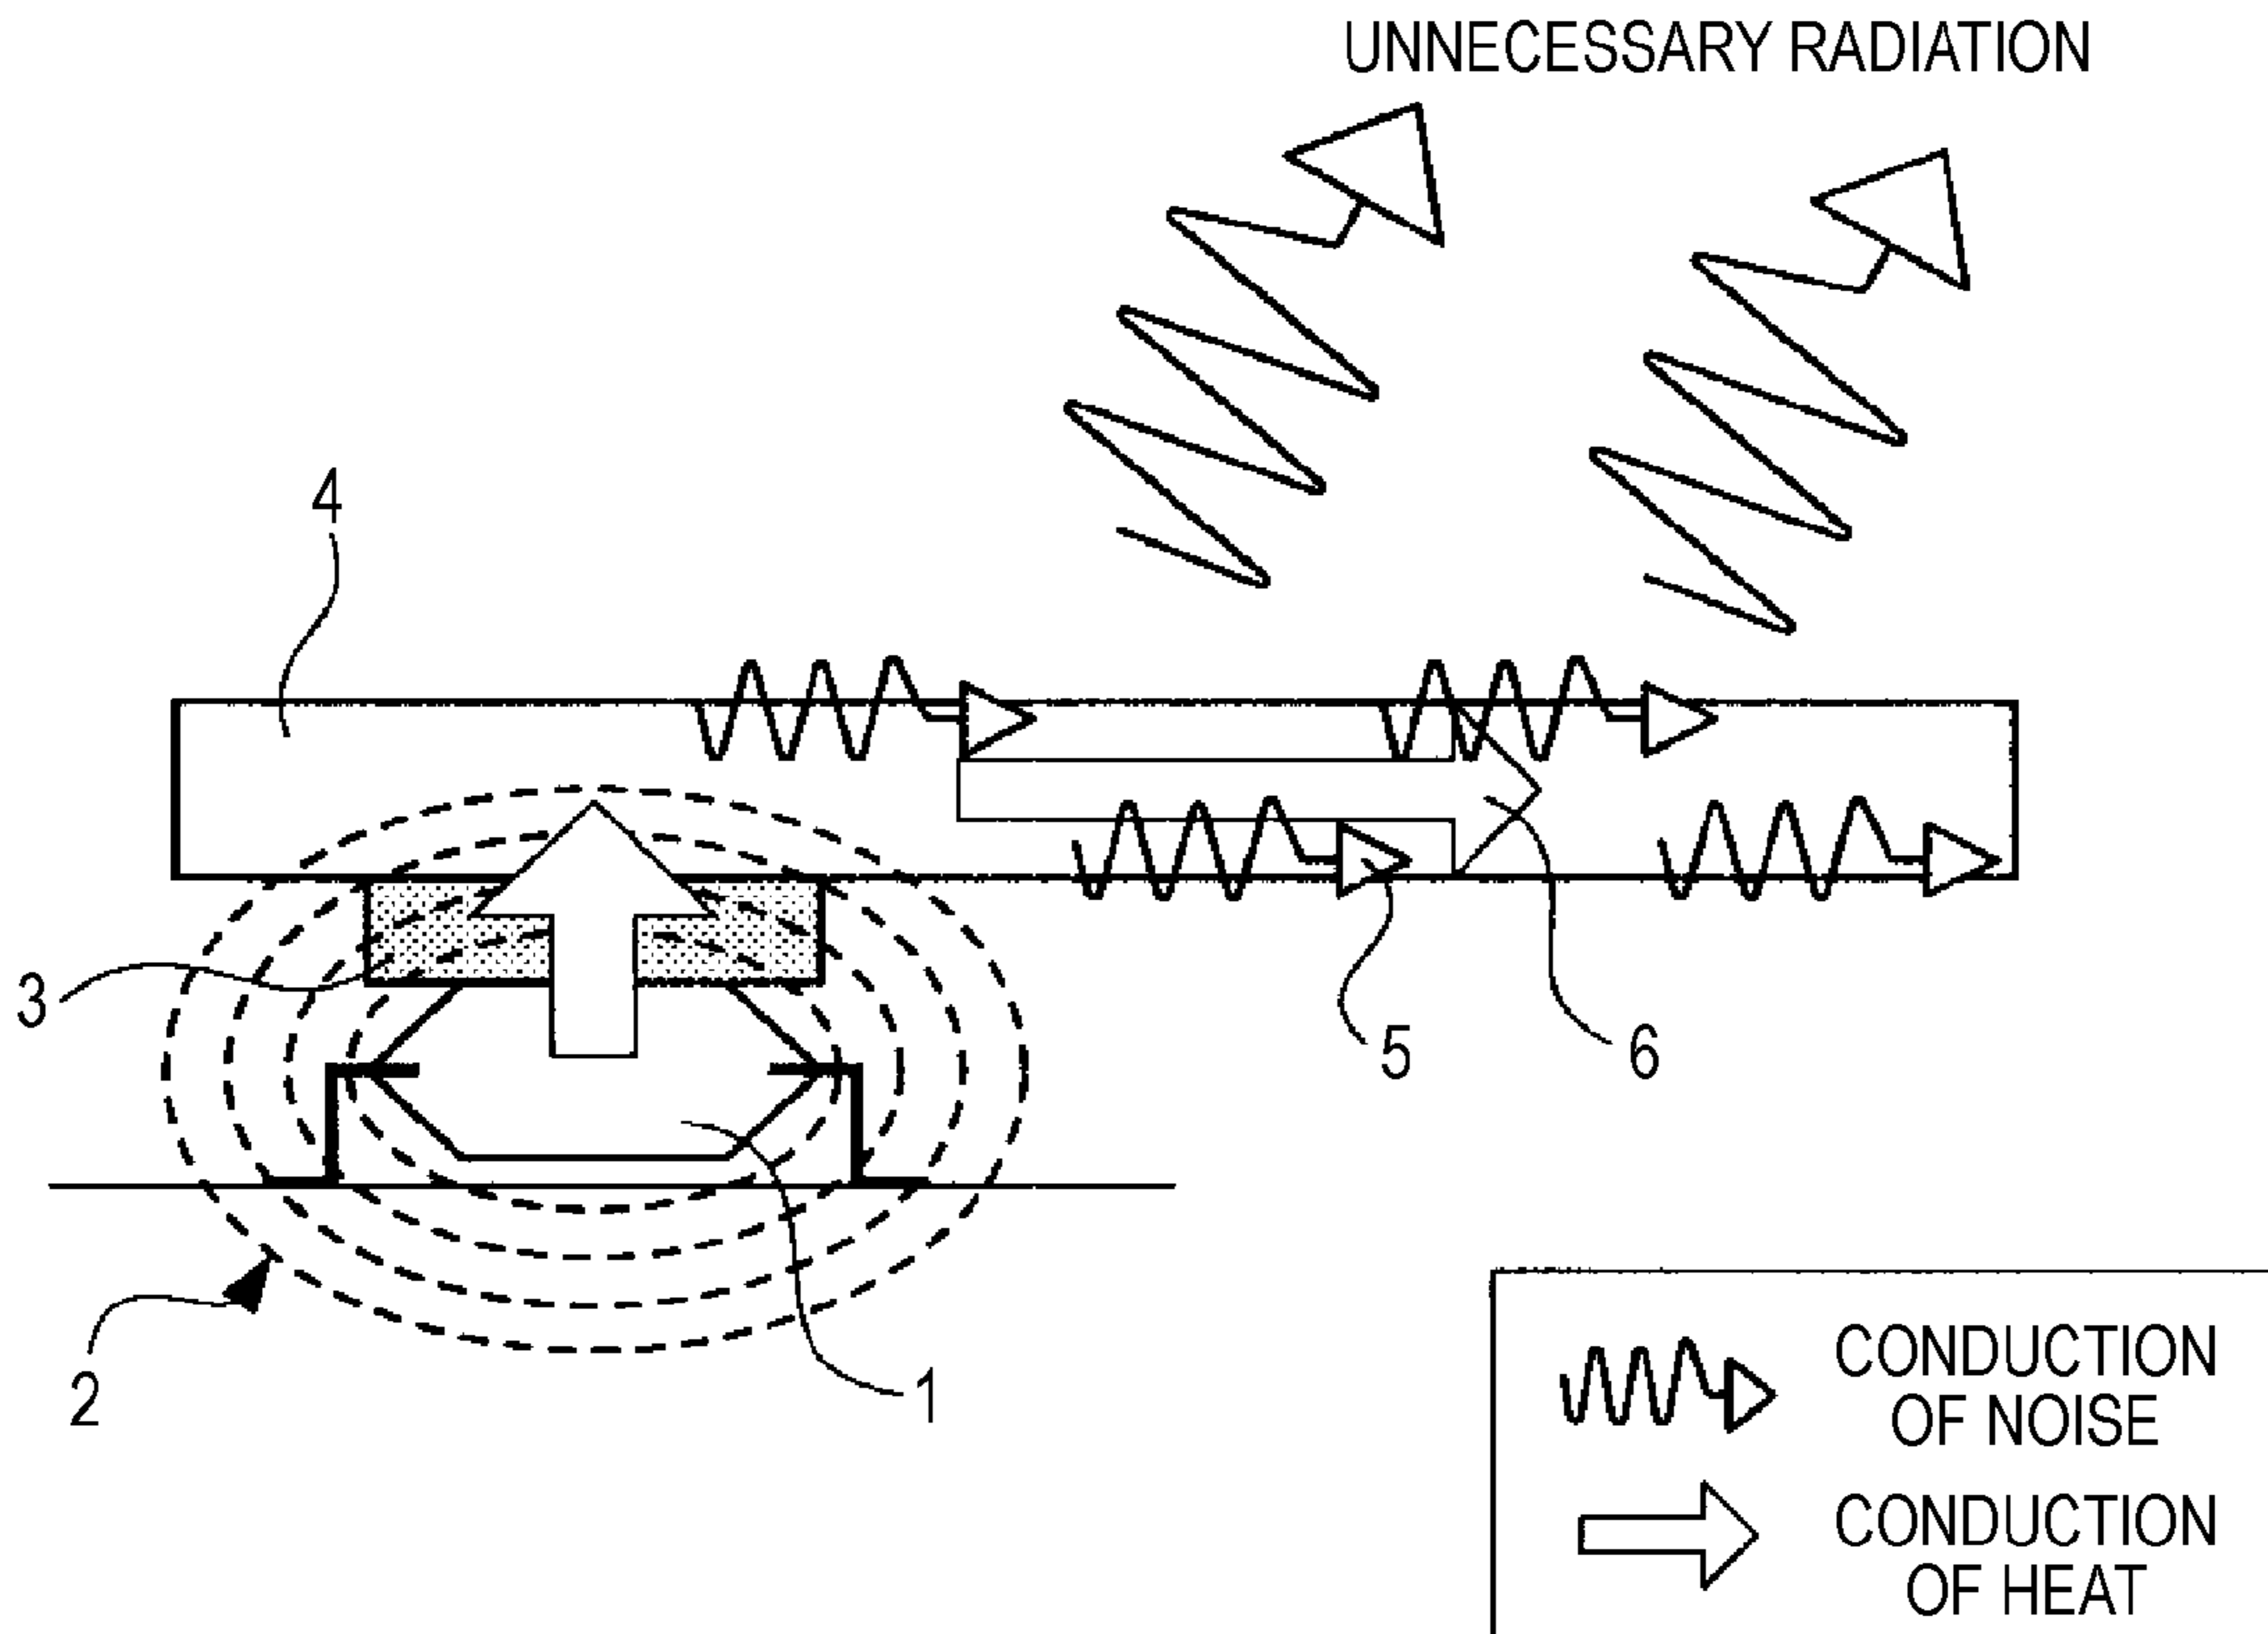 UNNECESSARY RADIATION
4
3
5
6
2
1
CONDUCTION
OF NOISE
CONDUCTION
OF HEAT